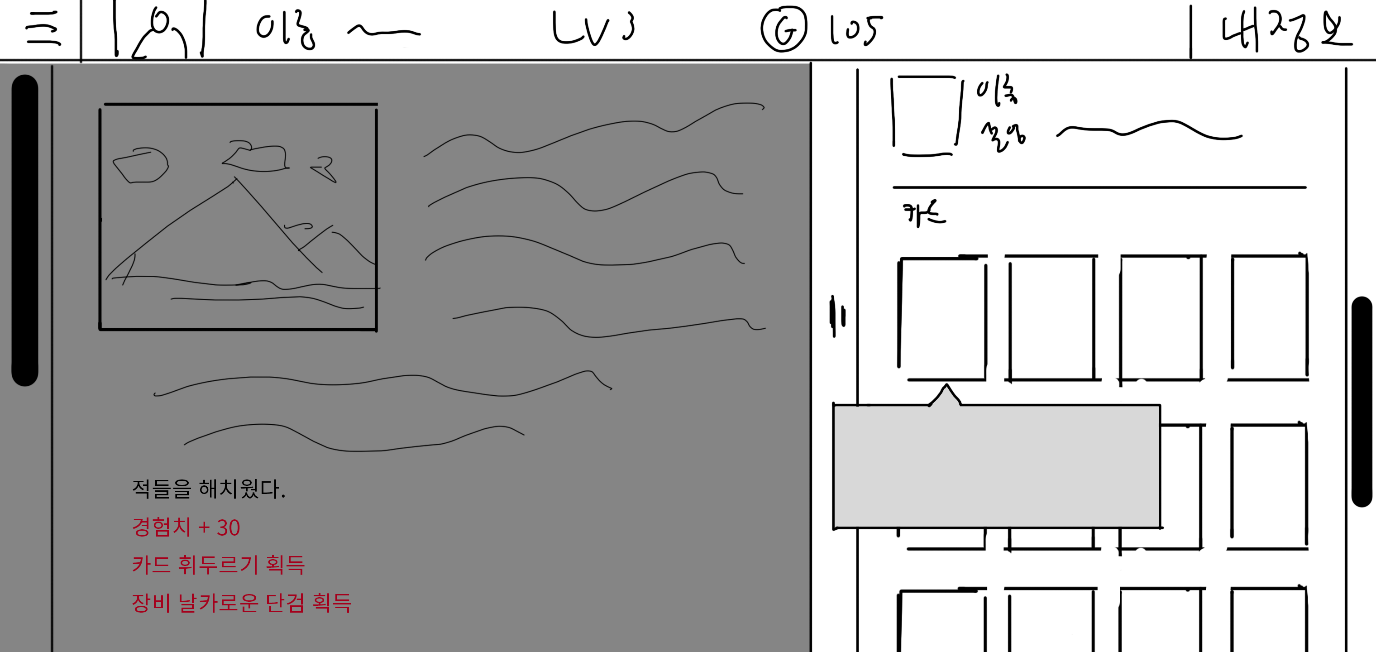 이름 LV3 G 105 내정보
이름
설명
카드
적들을 해치웠다.
경험치 + 30
카드 휘두르기 획득
장비 날카로운 단검 획득